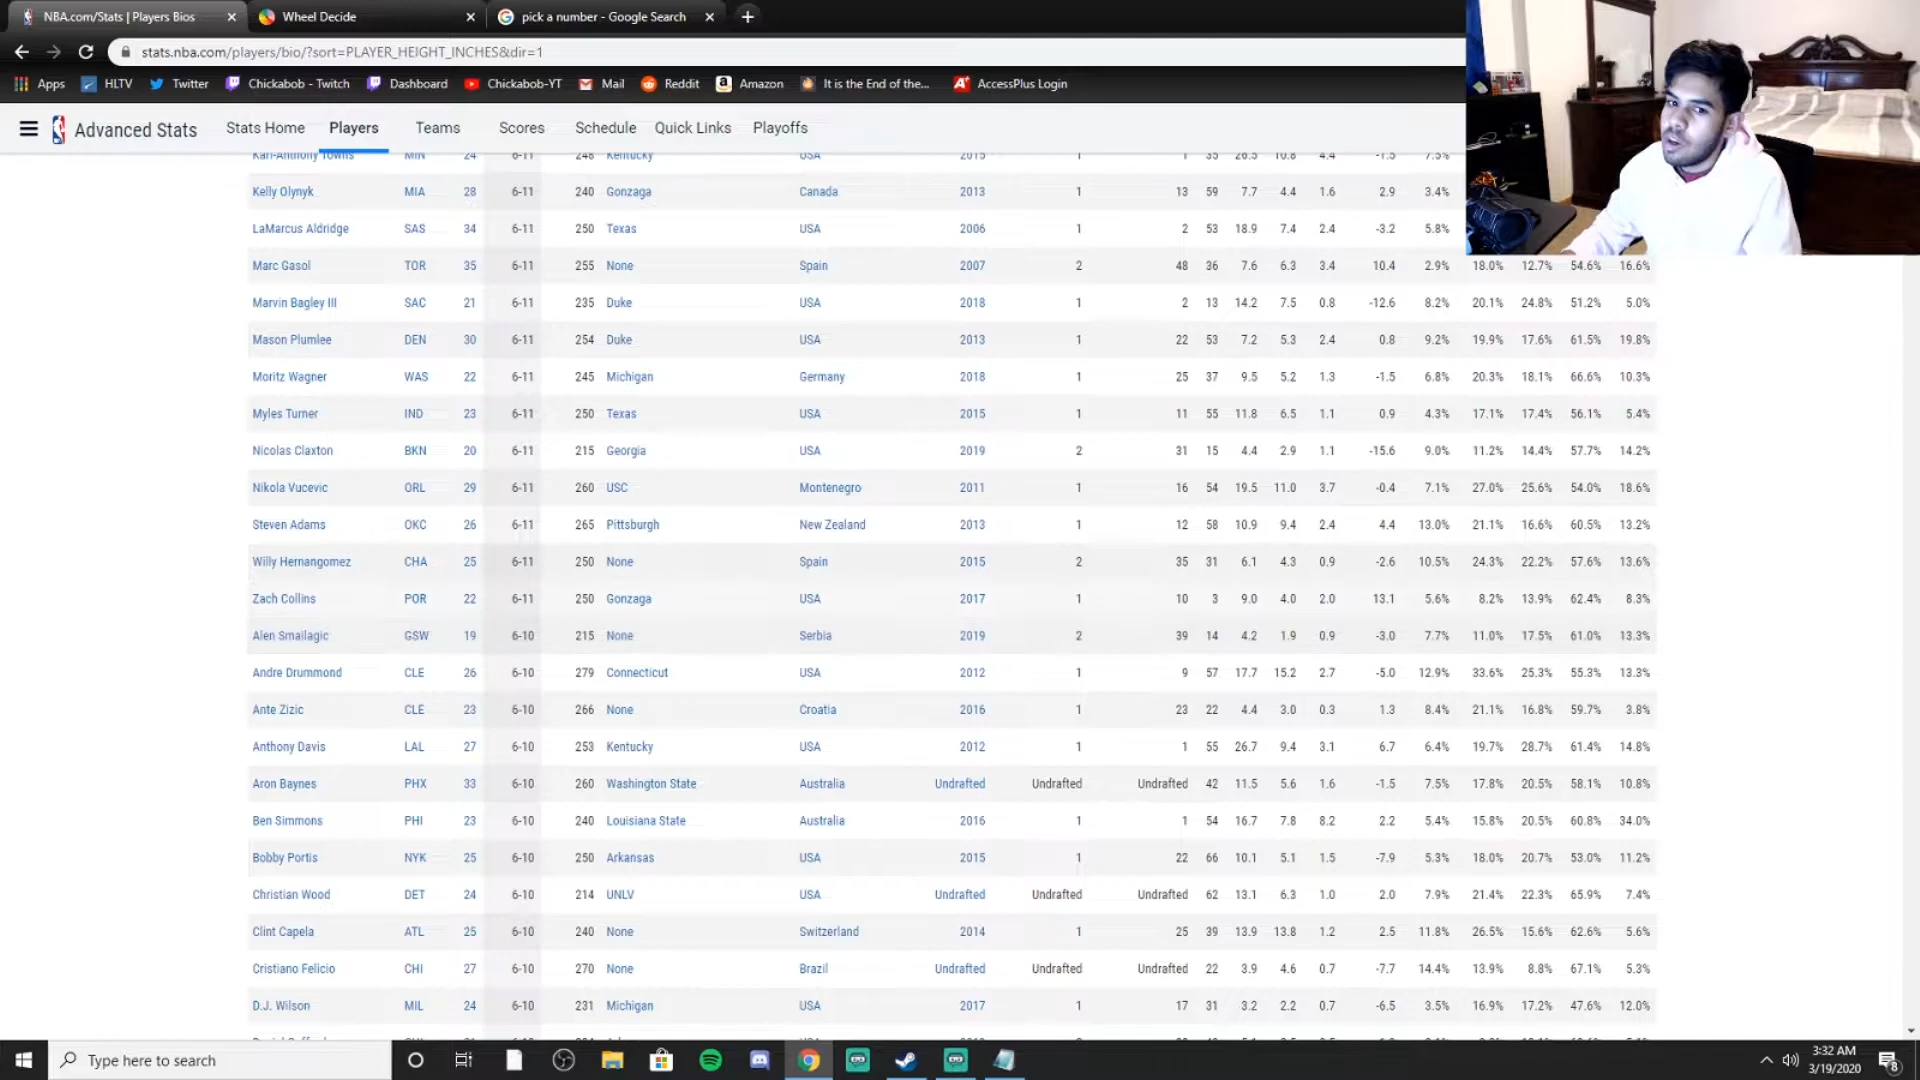 NBA.com/Stats | Players Bios
Wheel Decide
pick a number - Google Search
stats.nba.com/players/bio/?sort=PLAYER_HEIGHT_INCHES&dir=1
Apps HLTV Twitter Chickabob - Twitch Dashboard Chickabob-YT Mail Reddit Amazon It is the End of the... AccessPlus Login
Advanced Stats Stats Home Players Teams Scores Schedule Quick Links Playoffs
Karl-Anthony Towns MIN 24 6-11 248 Kentucky USA 2015 1 1 35 26.5 10.8 4.4 -1.5 7.5%
Kelly Olynyk MIA 28 6-11 240 Gonzaga Canada 2013 1 13 59 7.7 4.4 1.6 2.9 3.4%
LaMarcus Aldridge SAS 34 6-11 250 Texas USA 2006 1 2 53 18.9 7.4 2.4 -3.2 5.8%
Marc Gasol TOR 35 6-11 255 None Spain 2007 2 48 36 7.6 6.3 3.4 10.4 2.9% 18.0% 12.7% 54.6% 16.6%
Marvin Bagley III SAC 21 6-11 235 Duke USA 2018 1 2 13 14.2 7.5 0.8 -12.6 8.2% 20.1% 24.8% 51.2% 5.0%
Mason Plumlee DEN 30 6-11 254 Duke USA 2013 1 22 53 7.2 5.3 2.4 0.8 9.2% 19.9% 17.6% 61.5% 19.8%
Moritz Wagner WAS 22 6-11 245 Michigan Germany 2018 1 25 37 9.5 5.2 1.3 -1.5 6.8% 20.3% 18.1% 66.6% 10.3%
Myles Turner IND 23 6-11 250 Texas USA 2015 1 11 55 11.8 6.5 1.1 0.9 4.3% 17.1% 17.4% 56.1% 5.4%
Nicolas Claxton BKN 20 6-11 215 Georgia USA 2019 2 31 15 4.4 2.9 1.1 -15.6 9.0% 11.2% 14.4% 57.7% 14.2%
Nikola Vucevic ORL 29 6-11 260 USC Montenegro 2011 1 16 54 19.5 11.0 3.7 -0.4 7.1% 27.0% 25.6% 54.0% 18.6%
Steven Adams OKC 26 6-11 265 Pittsburgh New Zealand 2013 1 12 58 10.9 9.4 2.4 4.4 13.0% 21.1% 16.6% 60.5% 13.2%
Willy Hernangomez CHA 25 6-11 250 None Spain 2015 2 35 31 6.1 4.3 0.9 -2.6 10.5% 24.3% 22.2% 57.6% 13.6%
Zach Collins POR 22 6-11 250 Gonzaga USA 2017 1 10 3 9.0 4.0 2.0 13.1 5.6% 8.2% 13.9% 62.4% 8.3%
Alen Smailagic GSW 19 6-10 215 None Serbia 2019 2 39 14 4.2 1.9 0.9 -3.0 7.7% 11.0% 17.5% 61.0% 13.3%
Andre Drummond CLE 26 6-10 279 Connecticut USA 2012 1 9 57 17.7 15.2 2.7 -5.0 12.9% 33.6% 25.3% 55.3% 13.3%
Ante Zizic CLE 23 6-10 266 None Croatia 2016 1 23 22 4.4 3.0 0.3 1.3 8.4% 21.1% 16.8% 59.7% 3.8%
Anthony Davis LAL 27 6-10 253 Kentucky USA 2012 1 1 55 26.7 9.4 3.1 6.7 6.4% 19.7% 28.7% 61.4% 14.8%
Aron Baynes PHX 33 6-10 260 Washington State Australia Undrafted Undrafted Undrafted 42 11.5 5.6 1.6 -1.5 7.5% 17.8% 20.5% 58.1% 10.8%
Ben Simmons PHI 23 6-10 240 Louisiana State Australia 2016 1 1 54 16.7 7.8 8.2 2.2 5.4% 15.8% 20.5% 60.8% 34.0%
Bobby Portis NYK 25 6-10 250 Arkansas USA 2015 1 22 66 10.1 5.1 1.5 -7.9 5.3% 18.0% 20.7% 53.0% 11.2%
Christian Wood DET 24 6-10 214 UNLV USA Undrafted Undrafted Undrafted 62 13.1 6.3 1.0 2.0 7.9% 21.4% 22.3% 65.9% 7.4%
Clint Capela ATL 25 6-10 240 None Switzerland 2014 1 25 39 13.9 13.8 1.2 2.5 11.8% 26.5% 15.6% 62.6% 5.6%
Cristiano Felicio CHI 27 6-10 270 None Brazil Undrafted Undrafted Undrafted 22 3.9 4.6 0.7 -7.7 14.4% 13.9% 8.8% 67.1% 5.3%
D.J. Wilson MIL 24 6-10 231 Michigan USA 2017 1 17 31 3.2 2.2 0.7 -6.5 3.5% 16.9% 17.2% 47.6% 12.0%
Type here to search
3:32 AM
3/19/2020
8